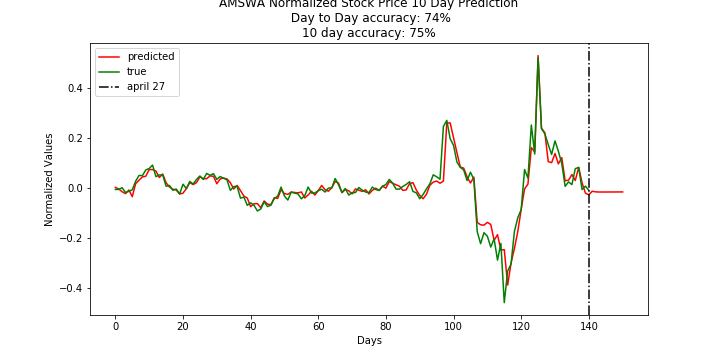 AMSWA Normalized Stock Price 10 Day Prediction
Day to Day accuracy: 74%
10 day accuracy: 75%
predicted
true
april 27
Normalized Values
0.4
0.2
0.0
−0.2
−0.4
0 20 40 60 80 100 120 140
Days